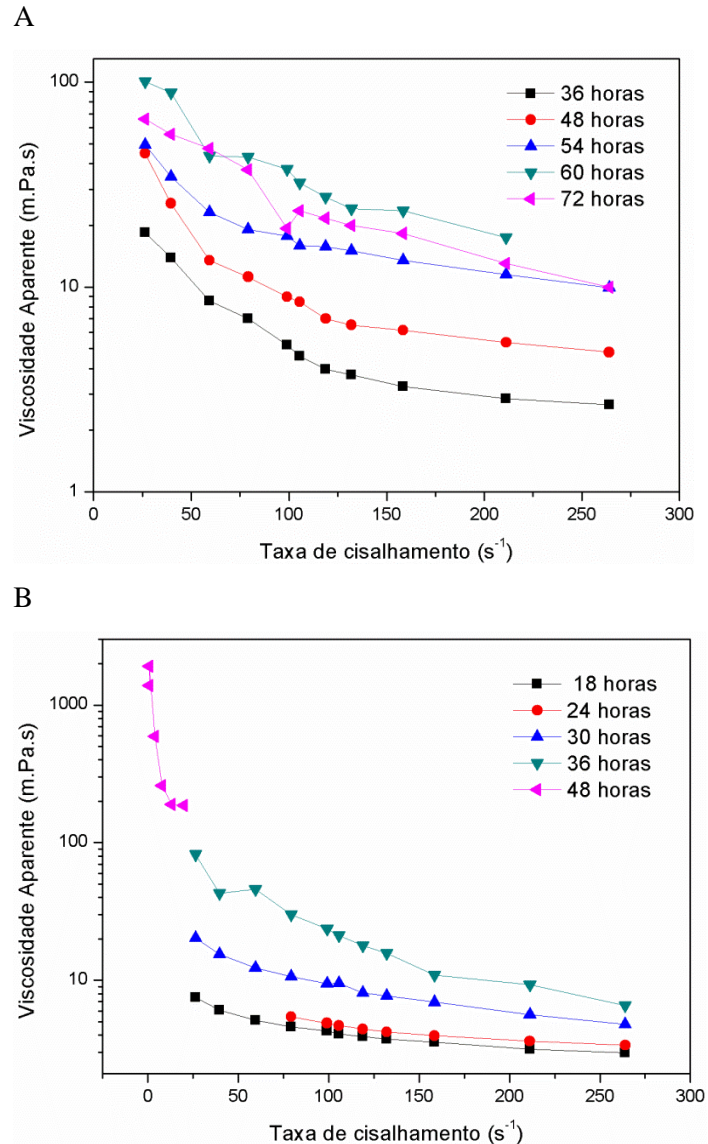 A
Viscosidade Aparente (m.Pa.s)
100
10
1
36 horas
48 horas
54 horas
60 horas
72 horas
0 50 100 150 200 250 300
Taxa de cisalhamento (s⁻¹)
B
Viscosidade Aparente (m.Pa.s)
1000
100
10
18 horas
24 horas
30 horas
36 horas
48 horas
0 50 100 150 200 250 300
Taxa de cisalhamento (s⁻¹)